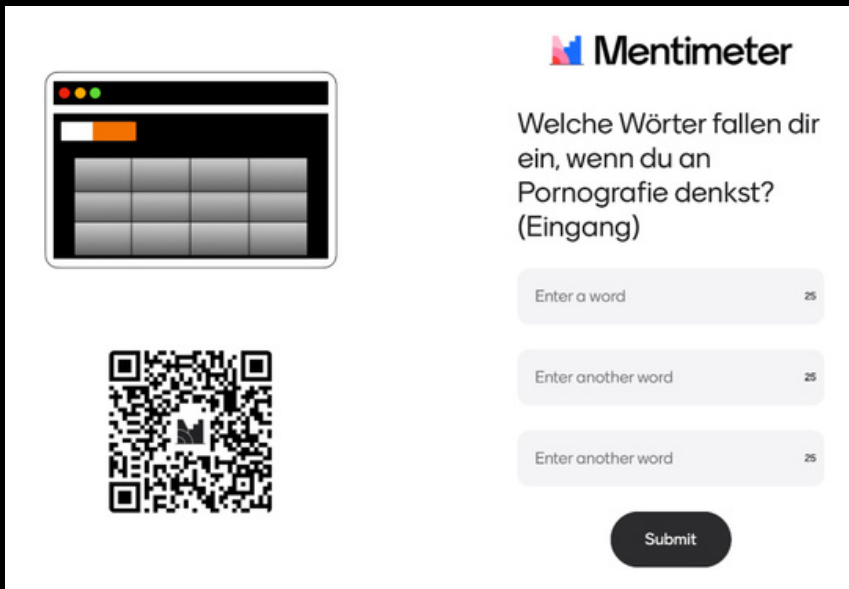 Mentimeter
Welche Wörter fallen dir
ein, wenn du an
Pornografie denkst?
(Eingang)
Enter a word 25
Enter another word 25
Enter another word 25
Submit